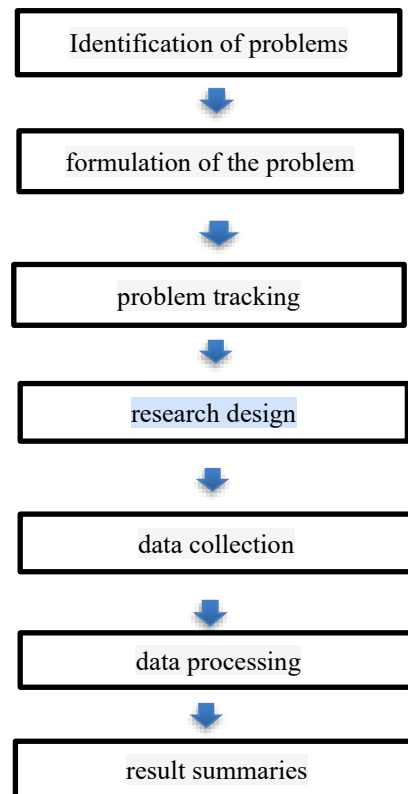 Identification of problems
formulation of the problem
problem tracking
research design
data collection
data processing
result summaries